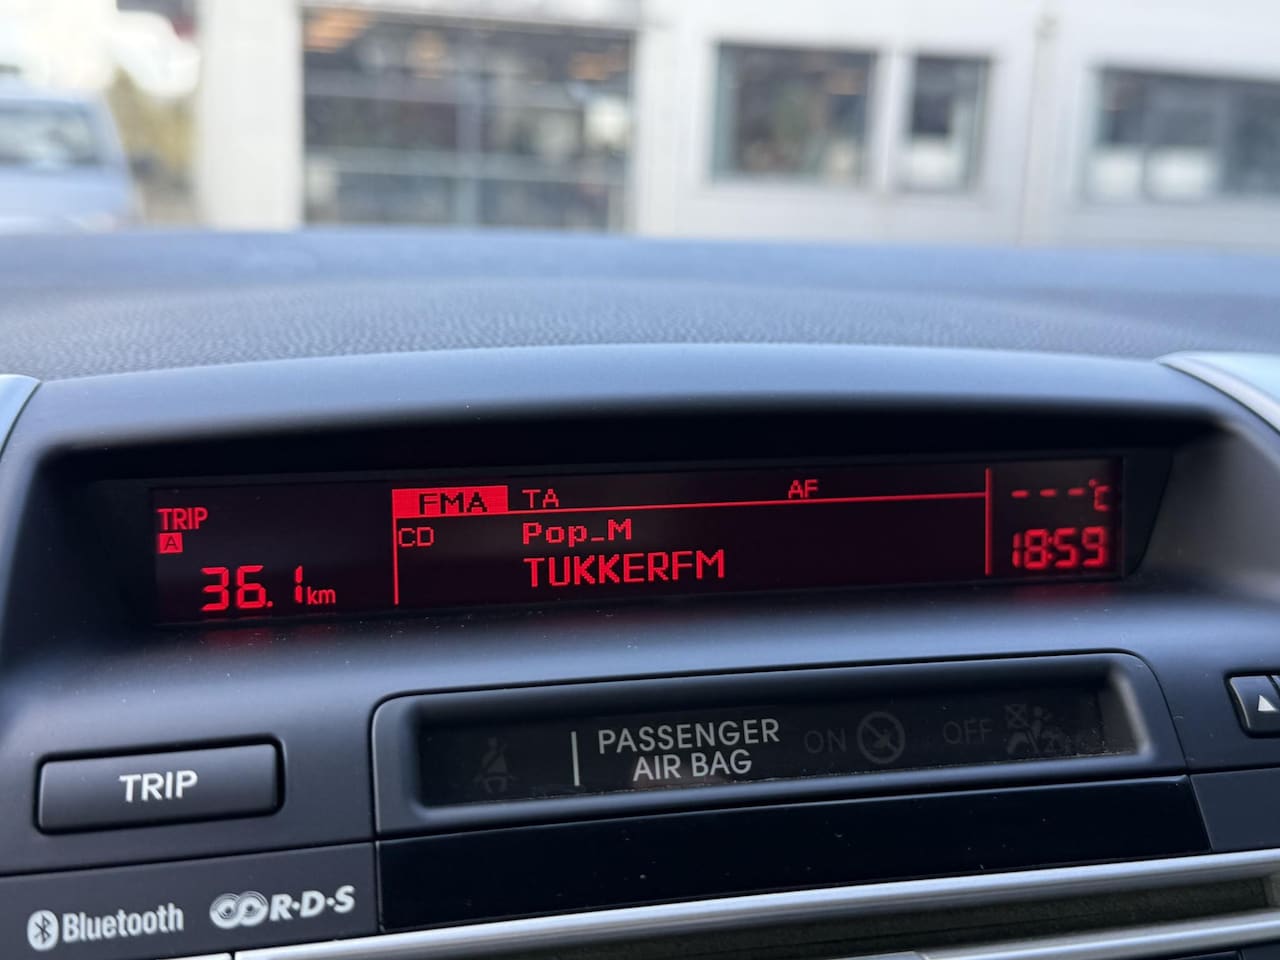 TRIP
A
36.1km
FMA TA AF
CD Pop_M
TUKKERFM
---°C
18:59
PASSENGER
AIR BAG
ON OFF
TRIP
Bluetooth R·D·S